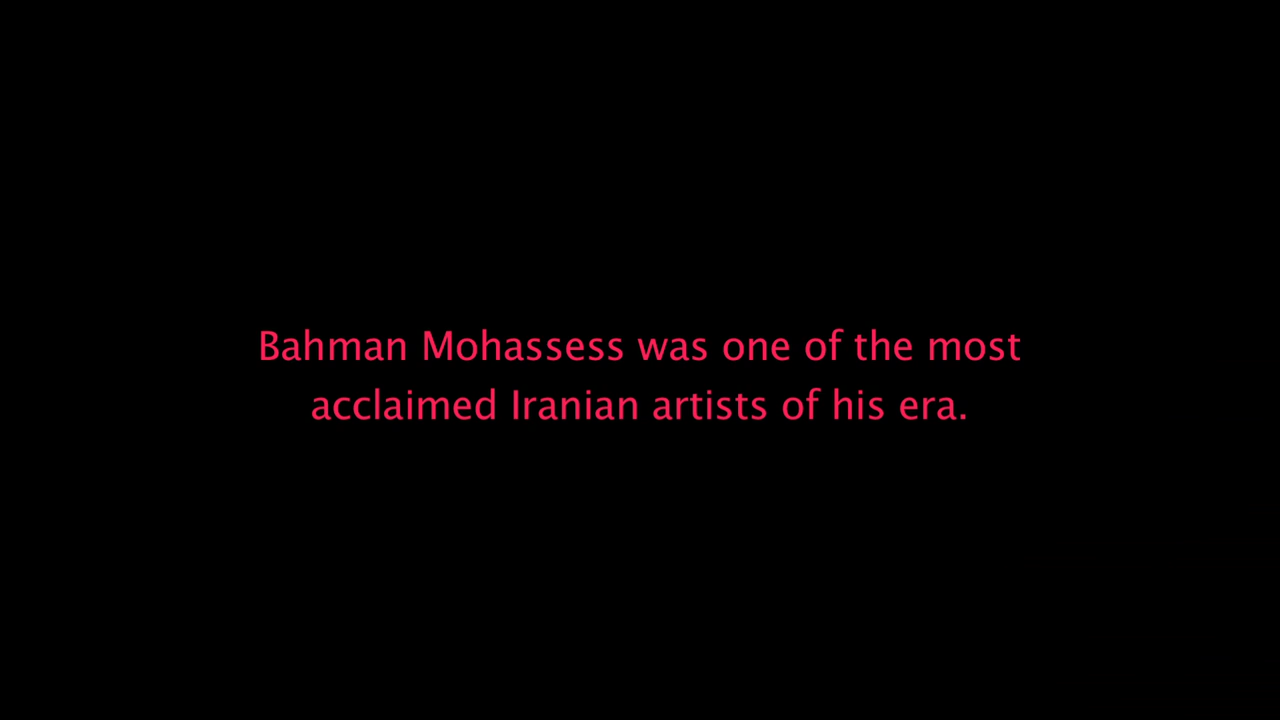 Bahman Mohassess was one of the most
acclaimed Iranian artists of his era.